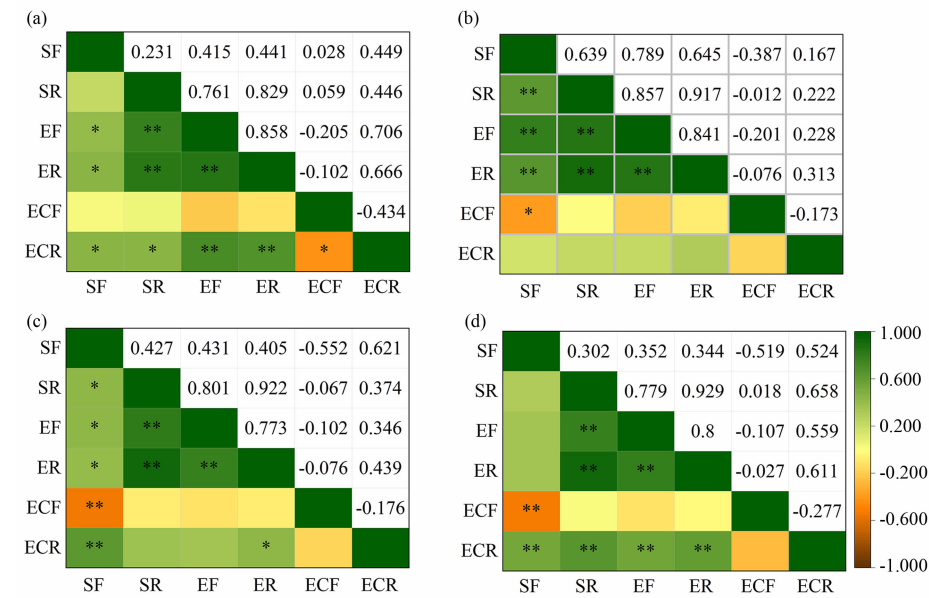 (a)
SF 0.231 0.415 0.441 0.028 0.449
SR 0.761 0.829 0.059 0.446
EF * ** 0.858 -0.205 0.706
ER * ** ** -0.102 0.666
ECF -0.434
ECR * * ** ** *
SF SR EF ER ECF ECR
(b)
SF 0.639 0.789 0.645 -0.387 0.167
SR ** 0.857 0.917 -0.012 0.222
EF ** ** 0.841 -0.201 0.228
ER ** ** ** -0.076 0.313
ECF * -0.173
ECR
SF SR EF ER ECF ECR
(c)
SF 0.427 0.431 0.405 -0.552 0.621
SR * 0.801 0.922 -0.067 0.374
EF * ** 0.773 -0.102 0.346
ER * ** ** -0.076 0.439
ECF ** -0.176
ECR ** *
SF SR EF ER ECF ECR
(d)
SF 0.302 0.352 0.344 -0.519 0.524
SR 0.779 0.929 0.018 0.658
EF ** 0.8 -0.107 0.559
ER ** ** -0.027 0.611
ECF ** -0.277
ECR ** ** ** **
SF SR EF ER ECF ECR
1.000
0.600
0.200
-0.200
-0.600
-1.000